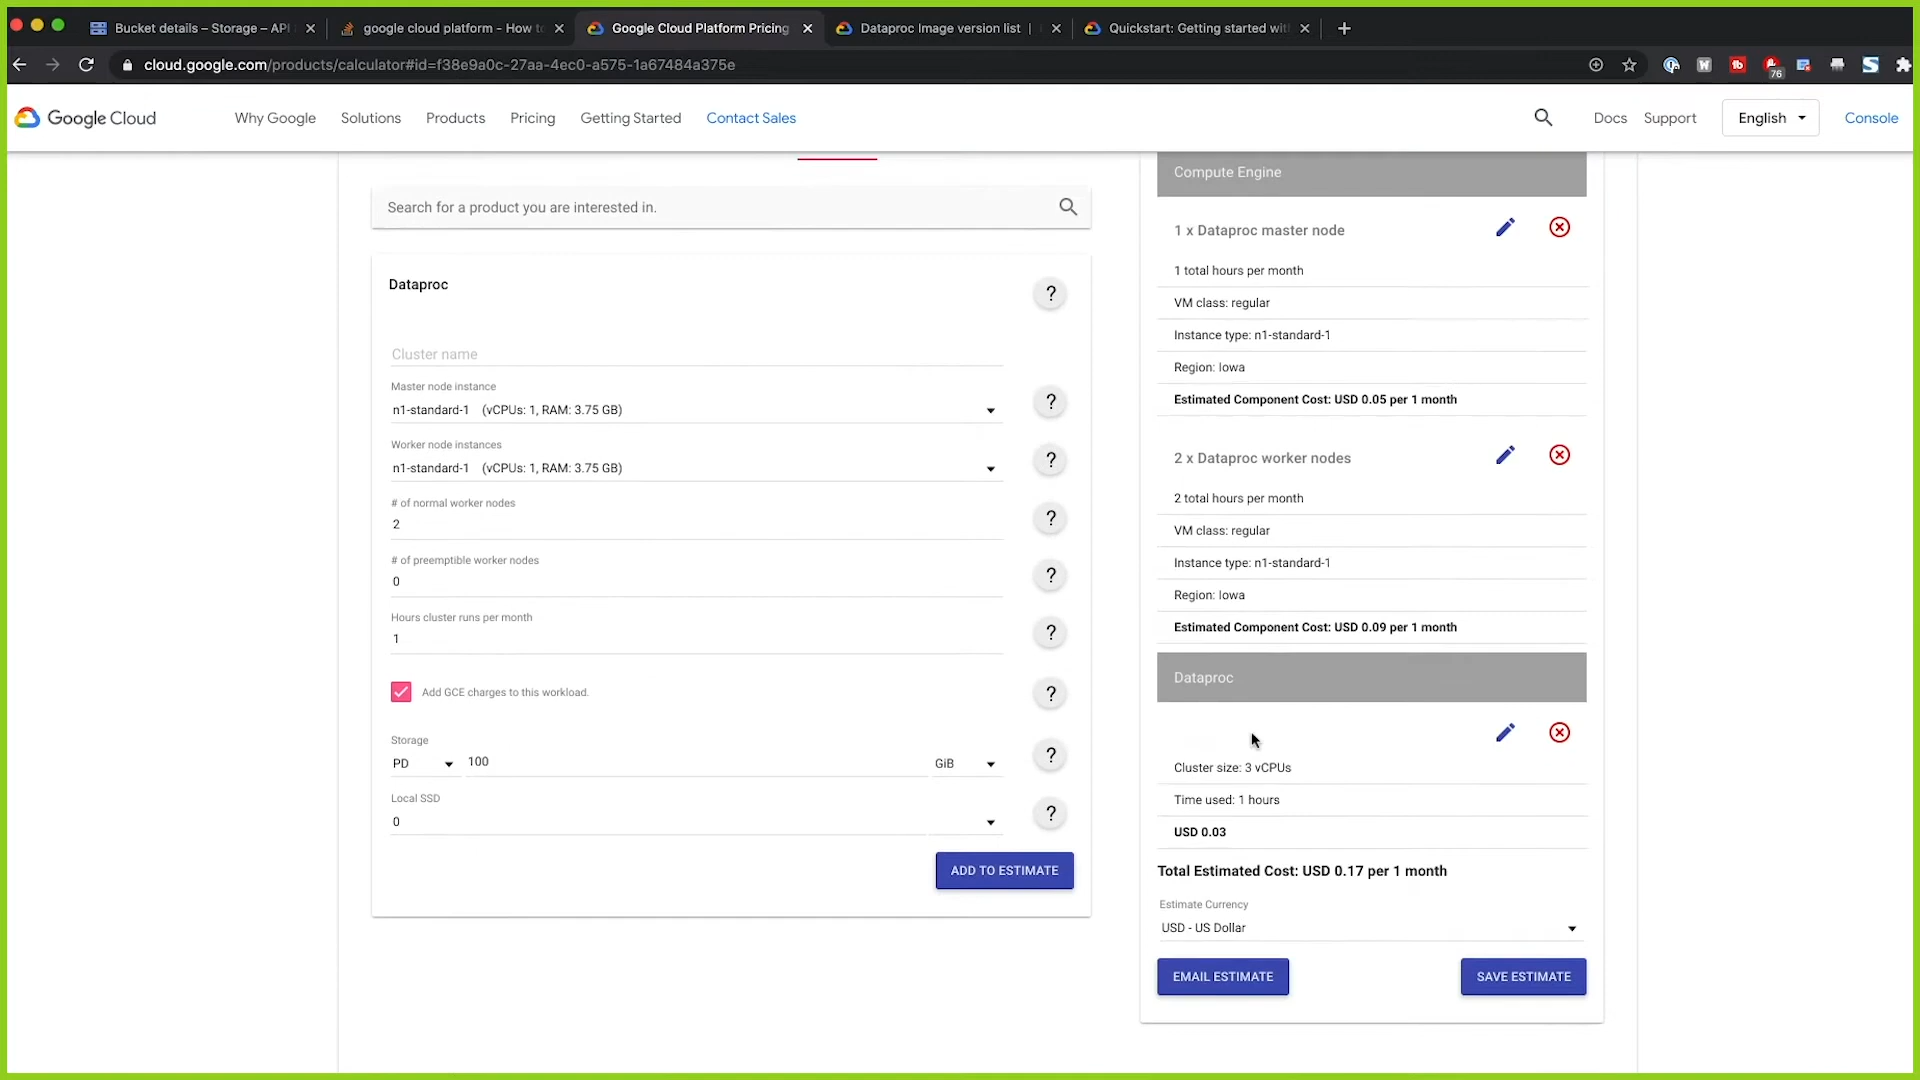 Bucket details – Storage – API
google cloud platform - How to
Google Cloud Platform Pricing
Dataproc Image version list |
Quickstart: Getting started with
cloud.google.com/products/calculator#id=f38e9a0c-27aa-4ec0-a575-1a67484a375e
76
Google Cloud
Why Google
Solutions
Products
Pricing
Getting Started
Contact Sales
Docs
Support
English
Console
Search for a product you are interested in.
Dataproc
?
Cluster name
Master node instance
n1-standard-1 (vCPUs: 1, RAM: 3.75 GB)
?
Worker node instances
n1-standard-1 (vCPUs: 1, RAM: 3.75 GB)
?
# of normal worker nodes
2
?
# of preemptible worker nodes
0
?
Hours cluster runs per month
1
?
Add GCE charges to this workload.
?
Storage
PD 100 GiB
?
Local SSD
0
?
ADD TO ESTIMATE
Compute Engine
1 x Dataproc master node
1 total hours per month
VM class: regular
Instance type: n1-standard-1
Region: Iowa
Estimated Component Cost: USD 0.05 per 1 month
2 x Dataproc worker nodes
2 total hours per month
VM class: regular
Instance type: n1-standard-1
Region: Iowa
Estimated Component Cost: USD 0.09 per 1 month
Dataproc
Cluster size: 3 vCPUs
Time used: 1 hours
USD 0.03
Total Estimated Cost: USD 0.17 per 1 month
Estimate Currency
USD - US Dollar
EMAIL ESTIMATE
SAVE ESTIMATE